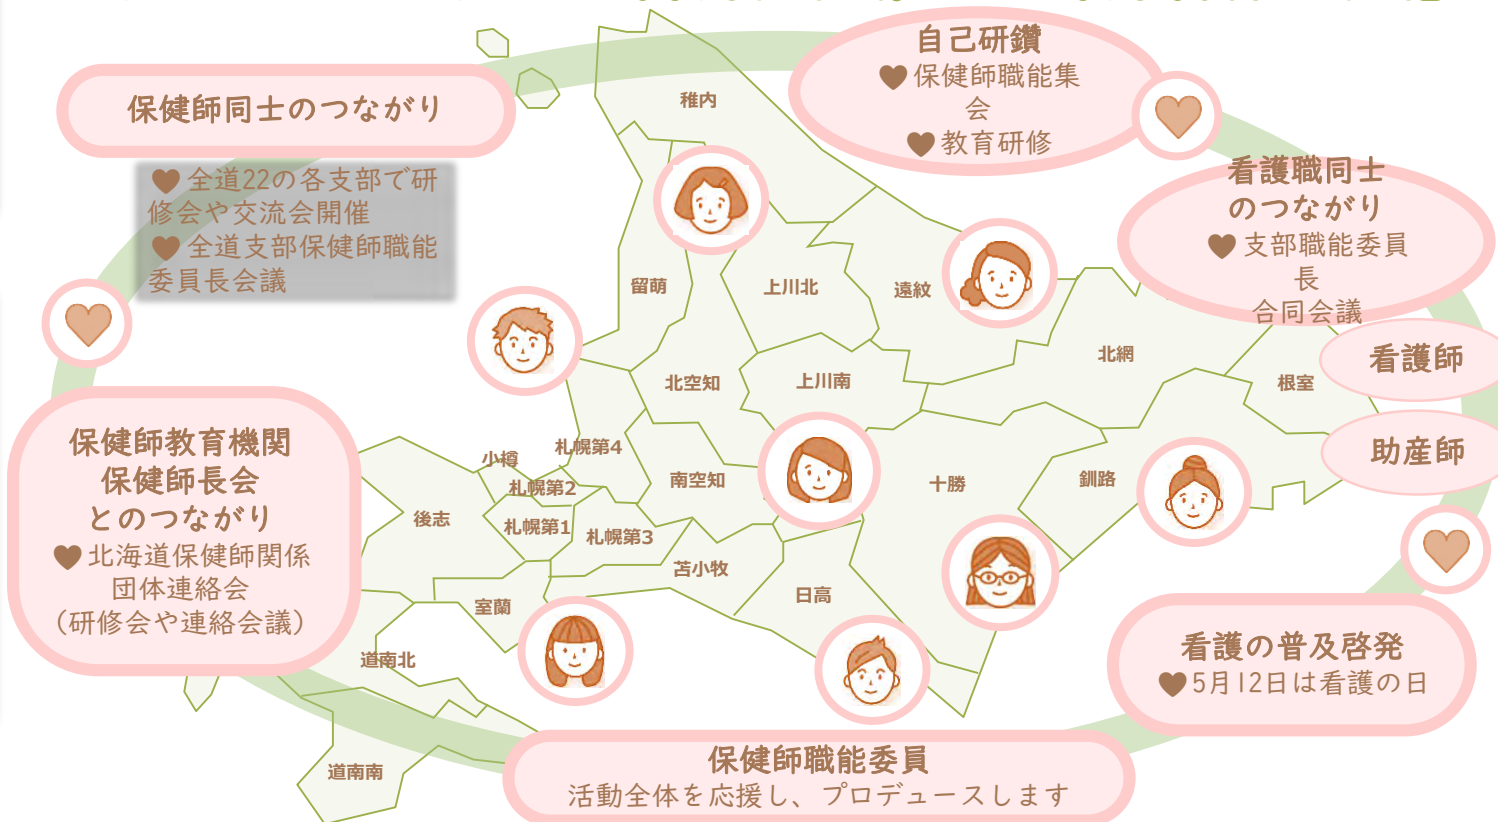 自己研鑽
♥ 保健師職能集
会
♥ 教育研修
保健師同士のつながり
♥ 全道22の各支部で研
修会や交流会開催
♥ 全道支部保健師職能
委員長会議
看護職同士
のつながり
♥ 支部職能委員
長
合同会議
看護師
助産師
稚内
留萌
上川北
遠紋
北網
根室
北空知
上川南
札幌第4
小樽
札幌第2
南空知
十勝
釧路
後志
札幌第1
札幌第3
苫小牧
日高
室蘭
道南北
道南南
保健師教育機関
保健師長会
とのつながり
♥ 北海道保健師関係
団体連絡会
(研修会や連絡会議)
看護の普及啓発
♥ 5月12日は看護の日
保健師職能委員
活動全体を応援し、プロデュースします